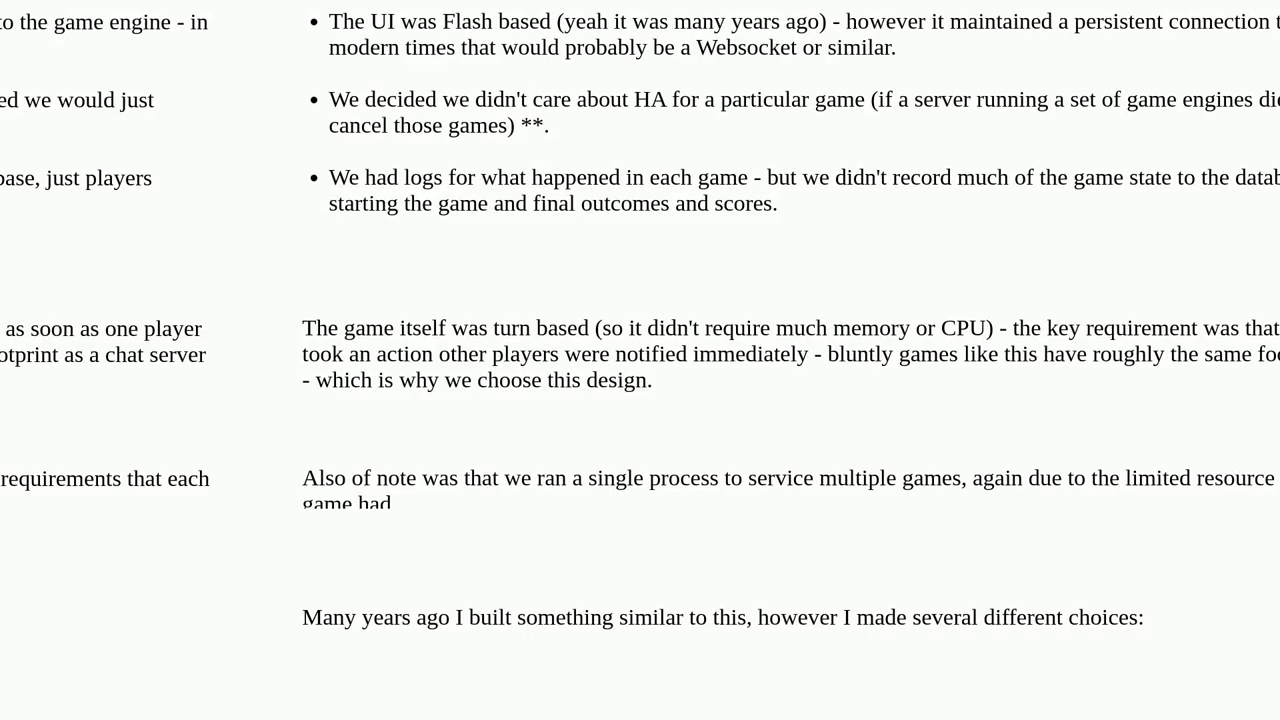 to the game engine - in
ed we would just
base, just players
as soon as one player
otprint as a chat server
requirements that each
• The UI was Flash based (yeah it was many years ago) - however it maintained a persistent connection t
modern times that would probably be a Websocket or similar.
• We decided we didn't care about HA for a particular game (if a server running a set of game engines die
cancel those games) **.
• We had logs for what happened in each game - but we didn't record much of the game state to the datab
starting the game and final outcomes and scores.
The game itself was turn based (so it didn't require much memory or CPU) - the key requirement was that
took an action other players were notified immediately - bluntly games like this have roughly the same foo
- which is why we choose this design.
Also of note was that we ran a single process to service multiple games, again due to the limited resource
game had
Many years ago I built something similar to this, however I made several different choices: